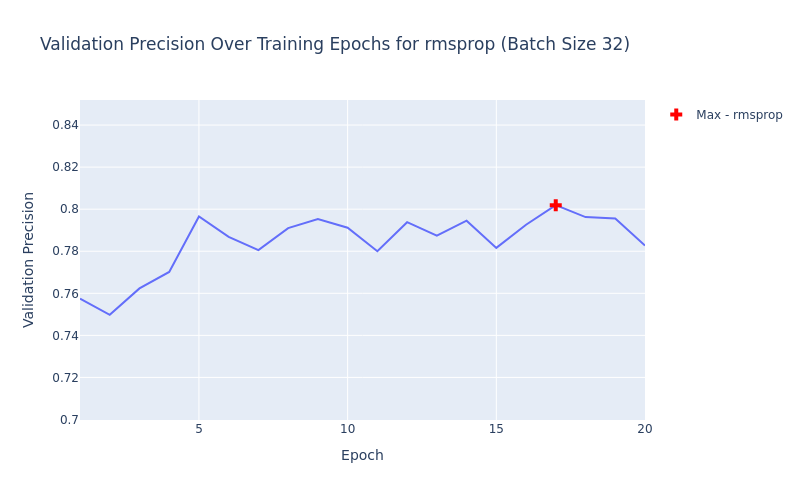 Validation Precision Over Training Epochs for rmsprop (Batch Size 32)
Max - rmsprop
Validation Precision
0.84
0.82
0.8
0.78
0.76
0.74
0.72
0.7
5 10 15 20
Epoch